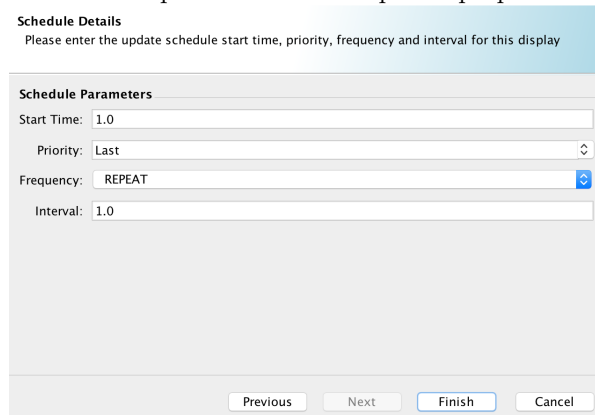 Schedule Details
Please enter the update schedule start time, priority, frequency and interval for this display
Schedule Parameters
Start Time: 1.0
Priority: Last
Frequency: REPEAT
Interval: 1.0
Previous Next Finish Cancel